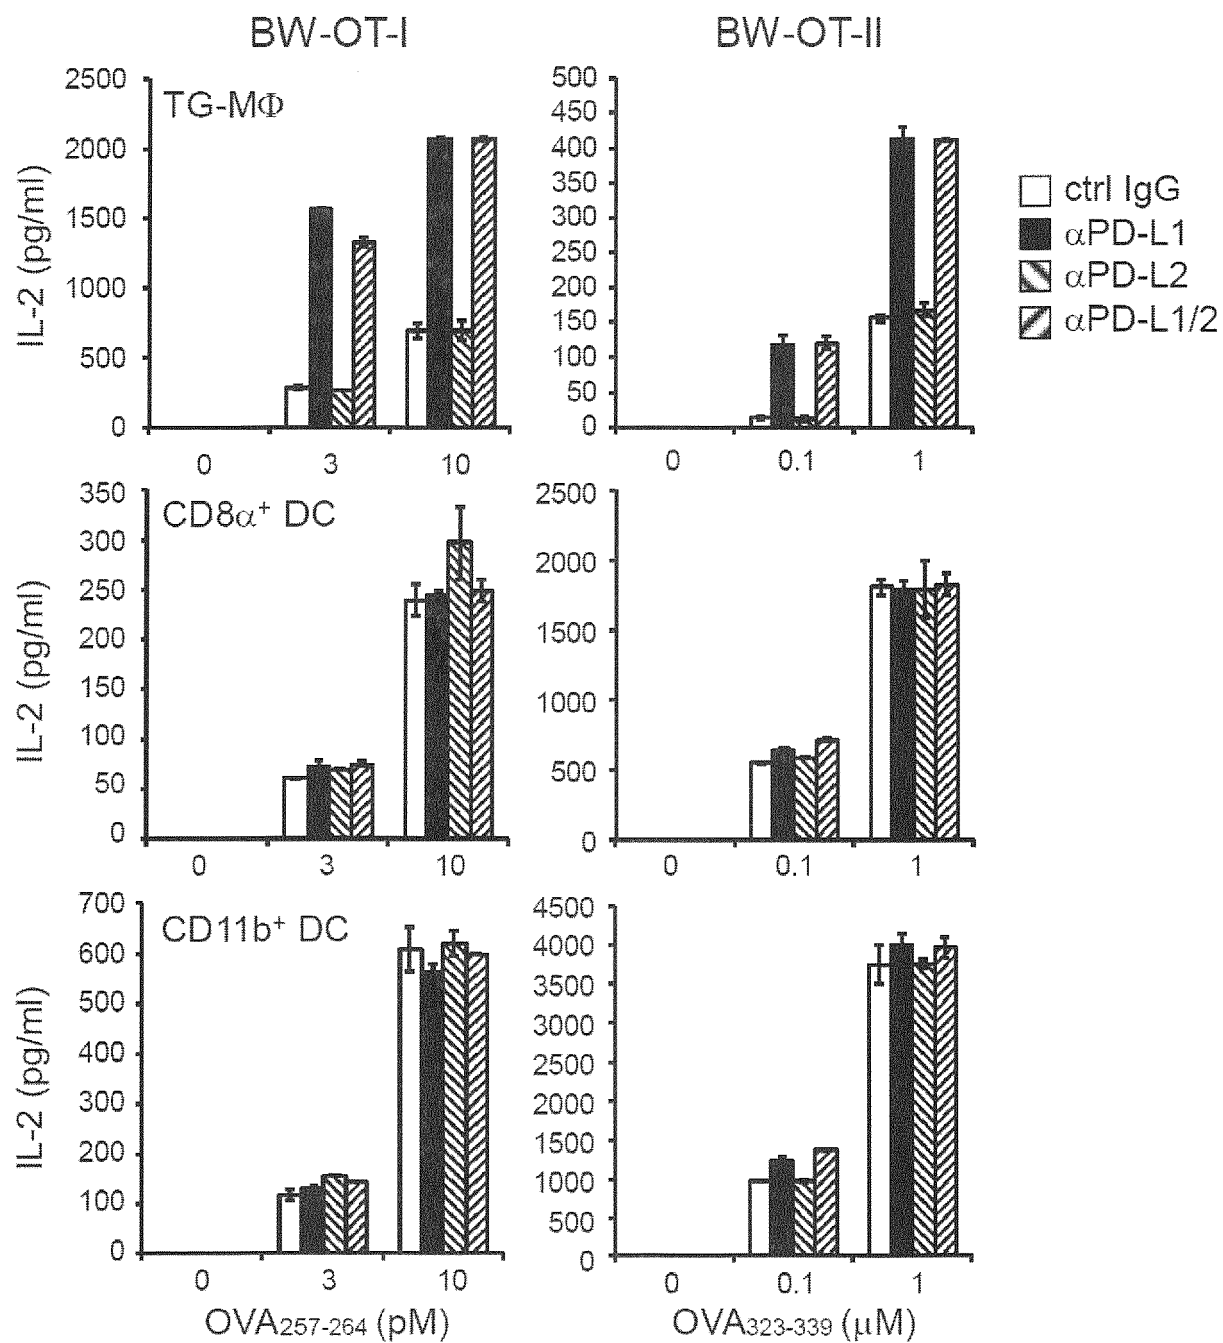 BW-OT-I
BW-OT-II
TG-MΦ
IL-2 (pg/ml)
2500
2000
1500
1000
500
0
0 3 10
500
450
400
350
300
250
200
150
100
50
0
0 0.1 1
ctrl IgG
αPD-L1
αPD-L2
αPD-L1/2
CD8α+ DC
IL-2 (pg/ml)
350
300
250
200
150
100
50
0
0 3 10
2500
2000
1500
1000
500
0
0 0.1 1
CD11b+ DC
IL-2 (pg/ml)
700
600
500
400
300
200
100
0
0 3 10
OVA257-264 (pM)
4500
4000
3500
3000
2500
2000
1500
1000
500
0
0 0.1 1
OVA323-339 (μM)